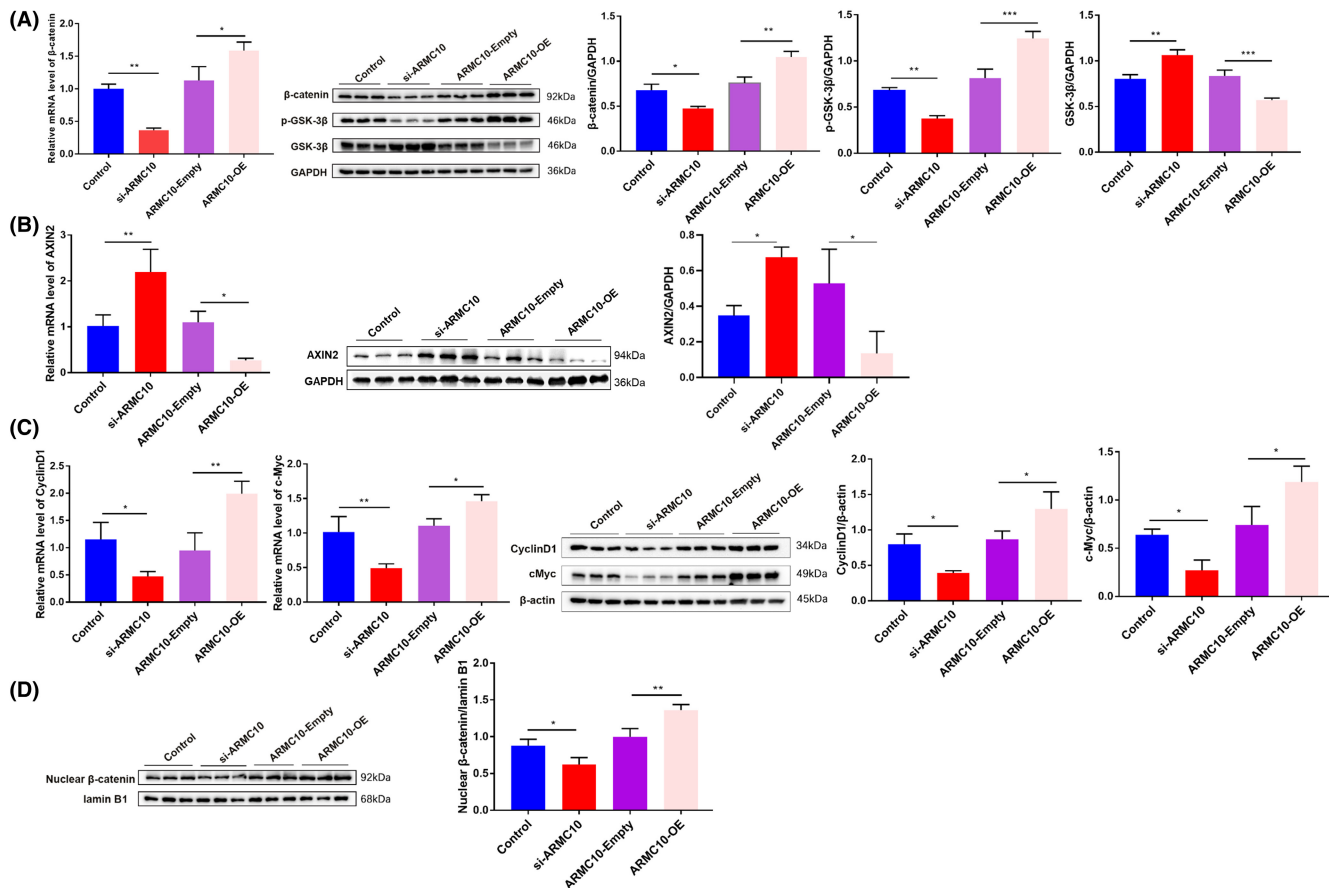 (A)
Relative mRNA level of β-catenin
2.0
1.5
1.0
0.5
0.0
**
*
Control
si-ARMC10
ARMC10-Empty
ARMC10-OE
Control
si-ARMC10
ARMC10-Empty
ARMC10-OE
β-catenin
92kDa
p-GSK-3β
46kDa
GSK-3β
46kDa
GAPDH
36kDa
β-catenin/GAPDH
1.5
1.0
0.5
0.0
*
**
Control
si-ARMC10
ARMC10-Empty
ARMC10-OE
p-GSK-3β/GAPDH
1.5
1.0
0.5
0.0
**
***
Control
si-ARMC10
ARMC10-Empty
ARMC10-OE
GSK-3β/GAPDH
1.5
1.0
0.5
0.0
**
***
Control
si-ARMC10
ARMC10-Empty
ARMC10-OE
(B)
Relative mRNA level of AXIN2
3
2
1
0
**
*
Control
si-ARMC10
ARMC10-Empty
ARMC10-OE
Control
si-ARMC10
ARMC10-Empty
ARMC10-OE
AXIN2
94kDa
GAPDH
36kDa
AXIN2/GAPDH
0.8
0.6
0.4
0.2
0.0
*
*
Control
si-ARMC10
ARMC10-Empty
ARMC10-OE
(C)
Relative mRNA level of CyclinD1
2.5
2.0
1.5
1.0
0.5
0.0
*
**
Control
si-ARMC10
ARMC10-Empty
ARMC10-OE
Relative mRNA level of c-Myc
2.0
1.5
1.0
0.5
0.0
**
*
Control
si-ARMC10
ARMC10-Empty
ARMC10-OE
Control
si-ARMC10
ARMC10-Empty
ARMC10-OE
CyclinD1
34kDa
cMyc
49kDa
β-actin
45kDa
CyclinD1/β-actin
2.0
1.5
1.0
0.5
0.0
*
*
Control
si-ARMC10
ARMC10-Empty
ARMC10-OE
c-Myc/β-actin
1.5
1.0
0.5
0.0
*
*
Control
si-ARMC10
ARMC10-Empty
ARMC10-OE
(D)
Control
si-ARMC10
ARMC10-Empty
ARMC10-OE
Nuclear β-catenin
92kDa
lamin B1
68kDa
Nuclear β-catenin/lamin B1
2.0
1.5
1.0
0.5
0.0
*
**
Control
si-ARMC10
ARMC10-Empty
ARMC10-OE